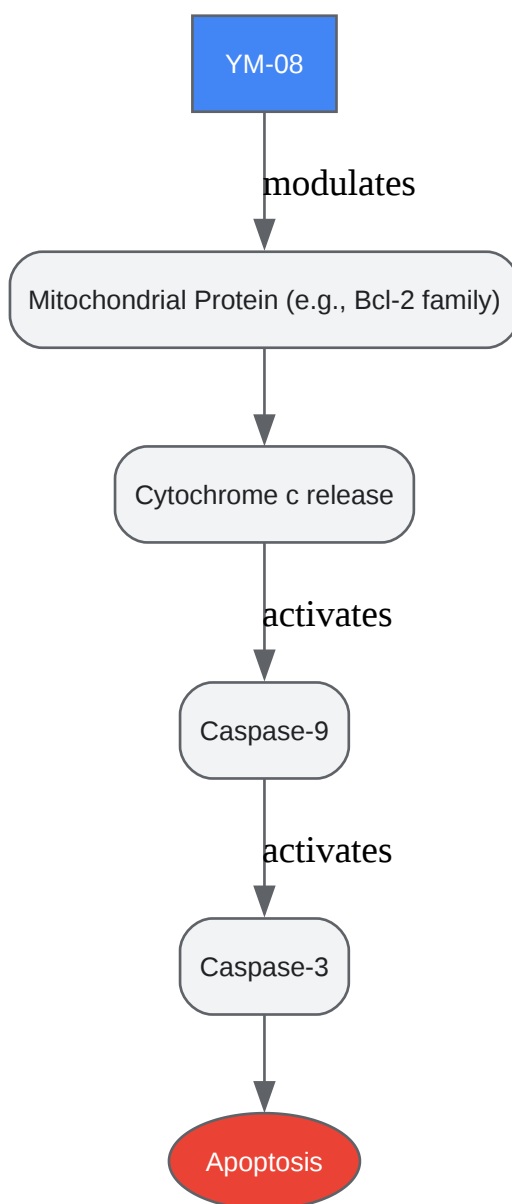 YM-08
modulates
Mitochondrial Protein (e.g., Bcl-2 family)
Cytochrome c release
activates
Caspase-9
activates
Caspase-3
Apoptosis